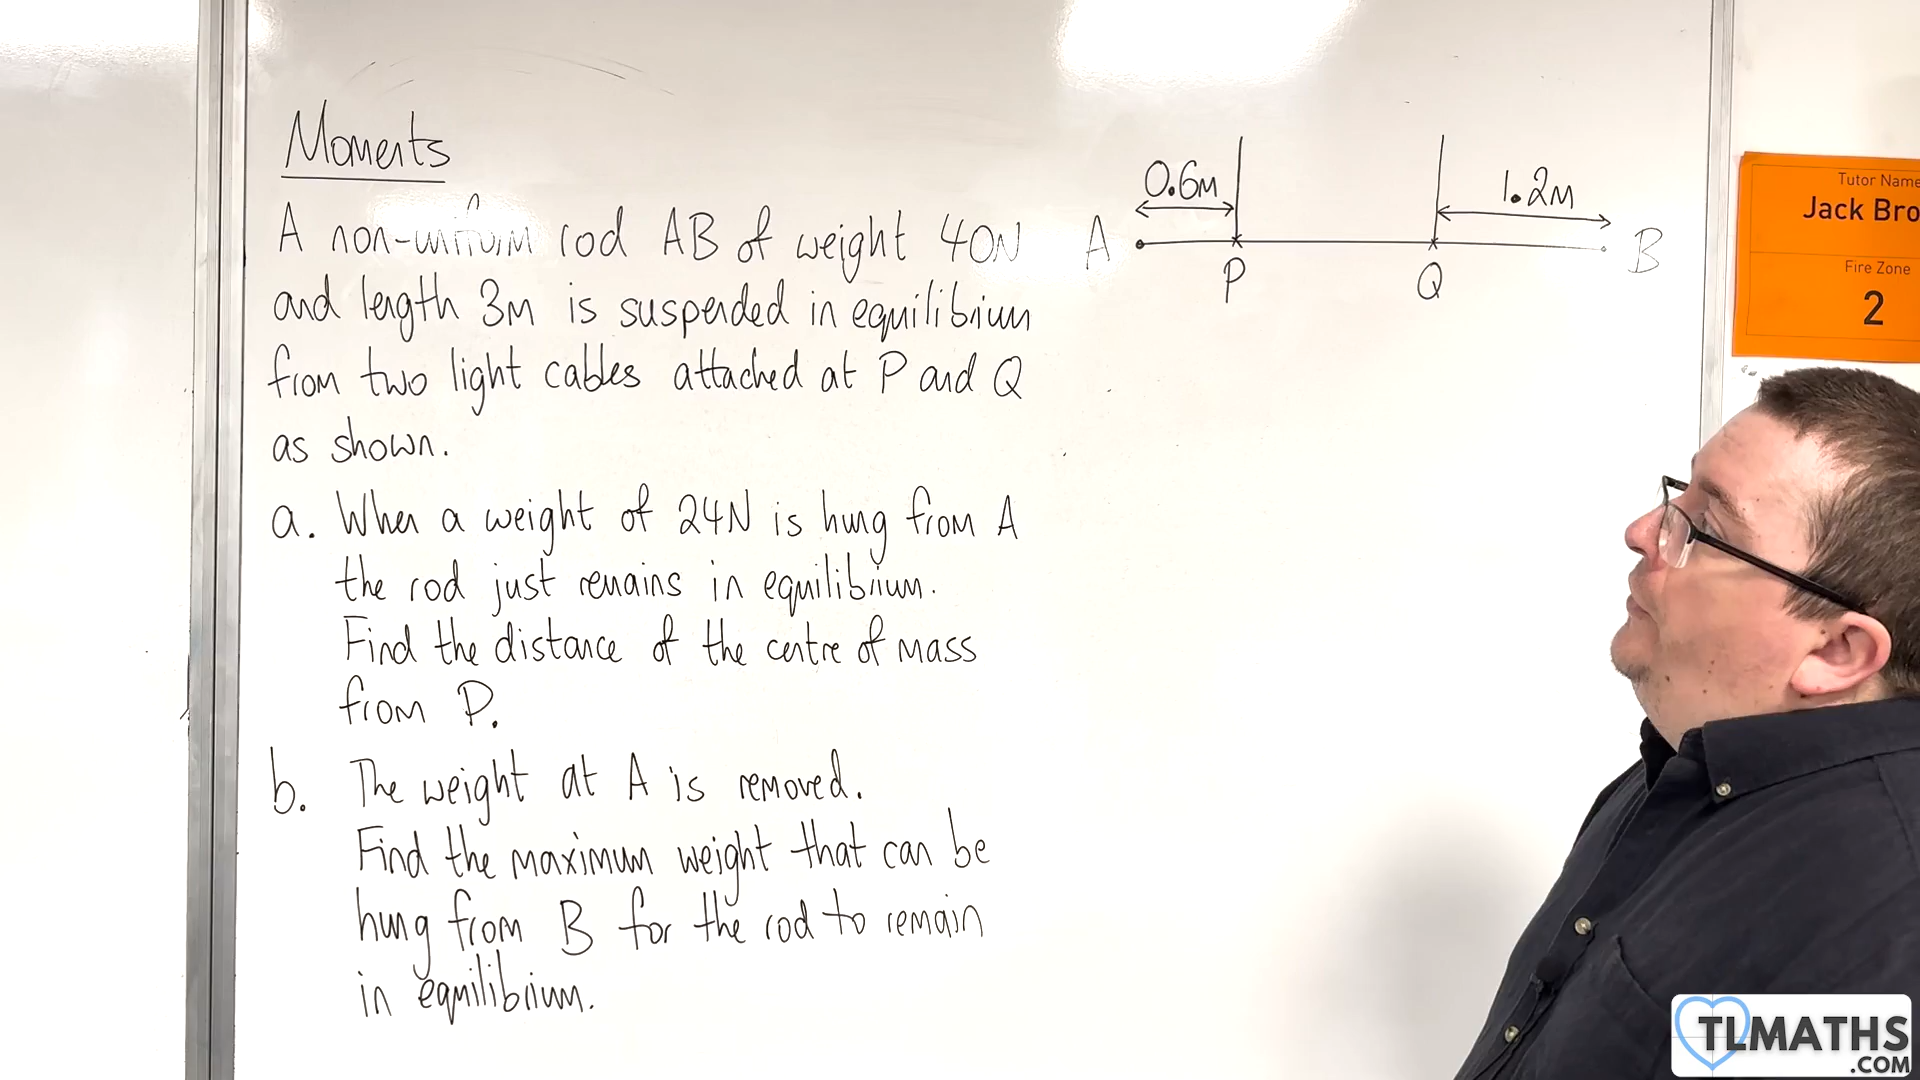 Moments
A non-uniform rod AB of weight 40N
and length 3m is suspended in equilibrium
from two light cables attached at P and Q
as shown.
a. When a weight of 24N is hung from A
the rod just remains in equilibrium.
Find the distance of the centre of mass
from P.
b. The weight at A is removed.
Find the maximum weight that can be
hung from B for the rod to remain
in equilibrium.
0.6m 1.2m
A B
P Q
Tutor Name
Jack Bro
Fire Zone
2
TLMATHS
.COM